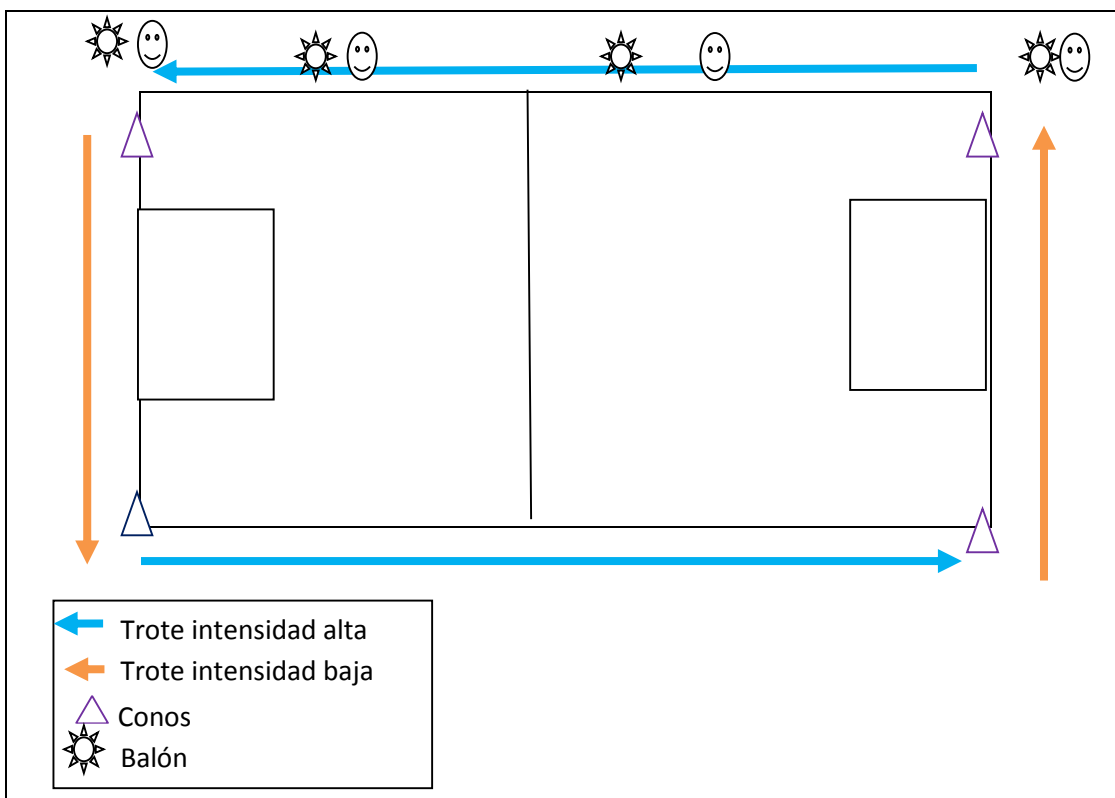 Trote intensidad alta
Trote intensidad baja
Conos
Balón